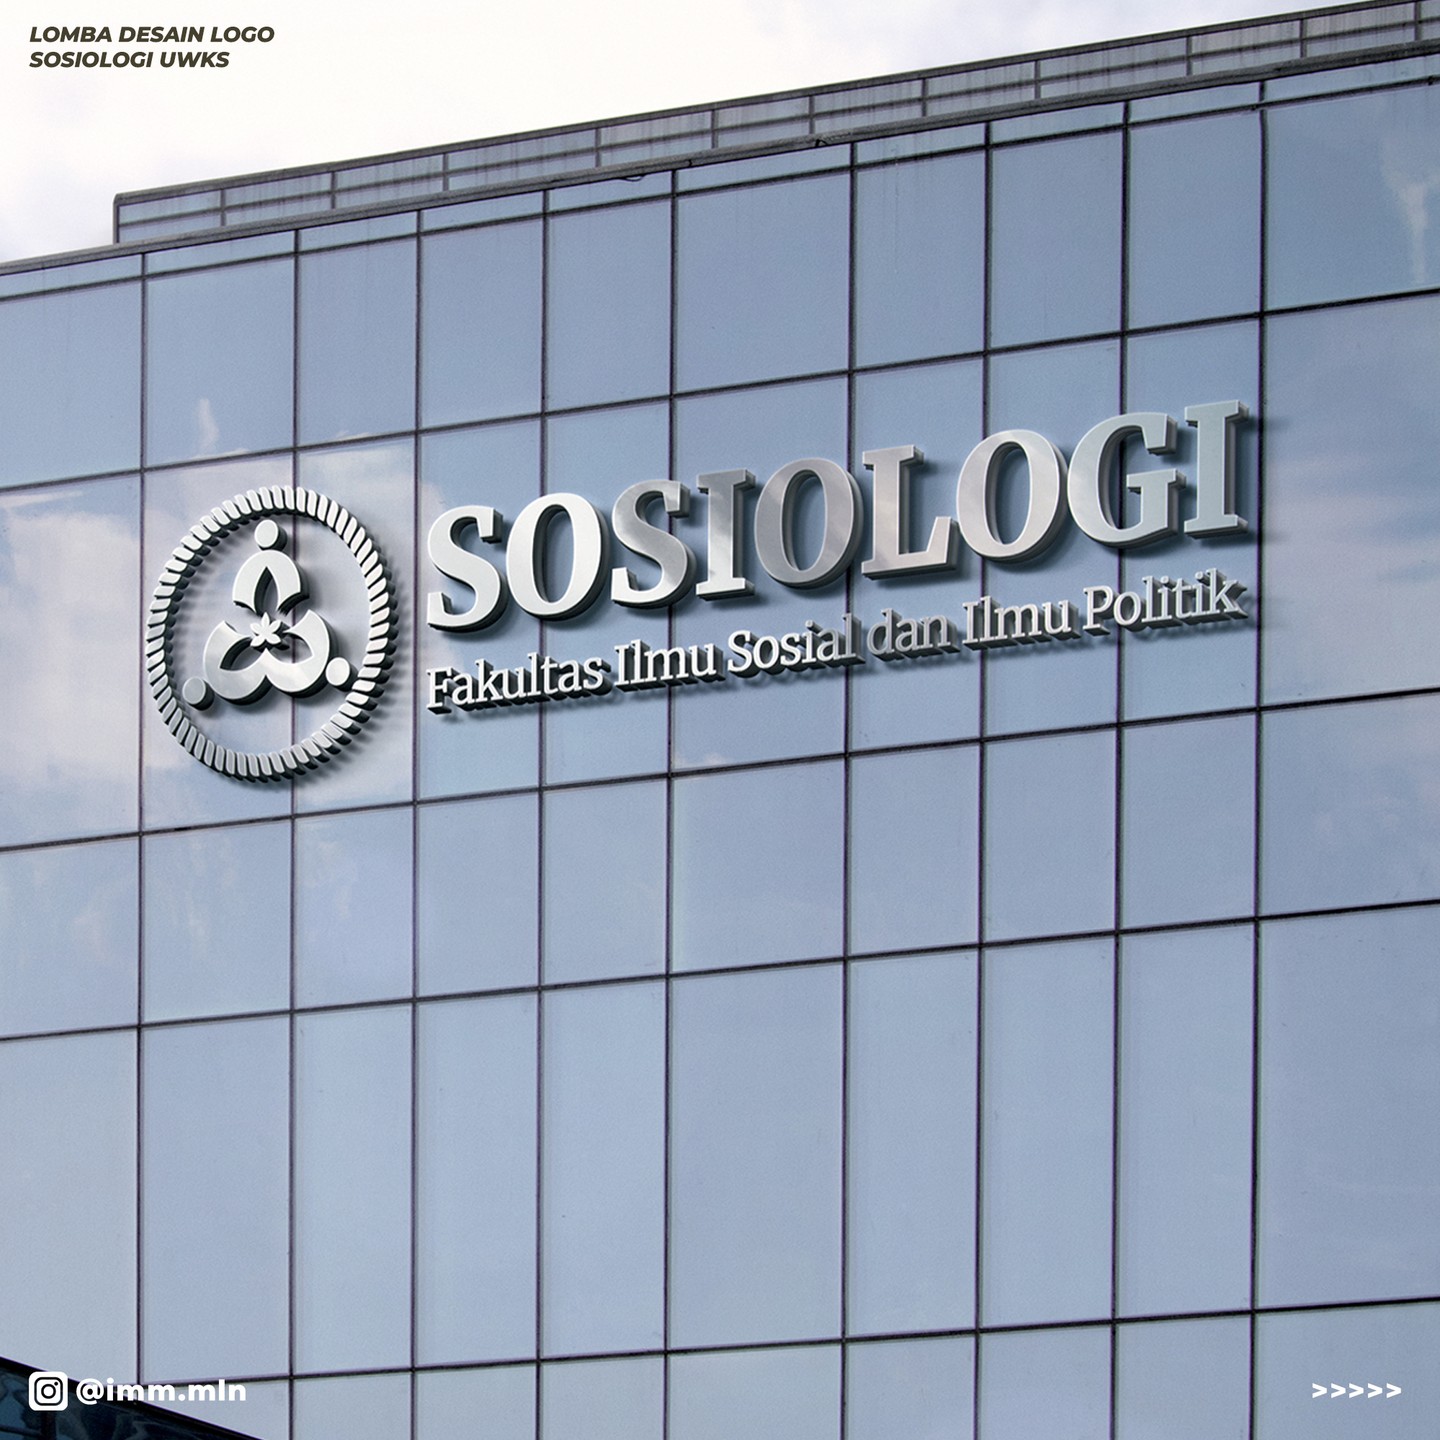 LOMBA DESAIN LOGO
SOSIOLOGI UWKS
SOSIOLOGI
Fakultas Ilmu Sosial dan Ilmu Politik
@imm.mln
>>>>>